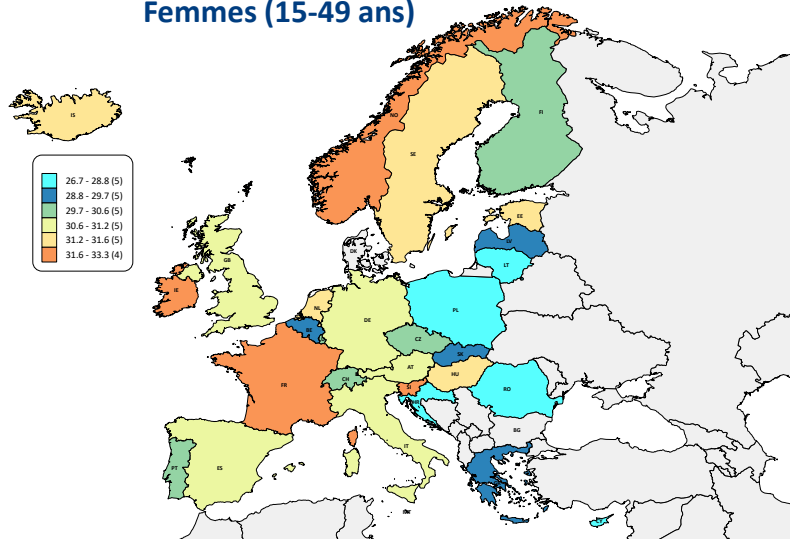 Femmes (15-49 ans)
IS
NO
FI
SE
26.7 - 28.8 (5)
28.8 - 29.7 (5)
29.7 - 30.6 (5)
30.6 - 31.2 (5)
31.2 - 31.6 (5)
31.6 - 33.3 (4)
EE
LV
DK
LT
GB
IE
NL
PL
DE
BE
CZ
SK
AT
HU
CH
FR
SI
RO
HR
BG
IT
PT
ES